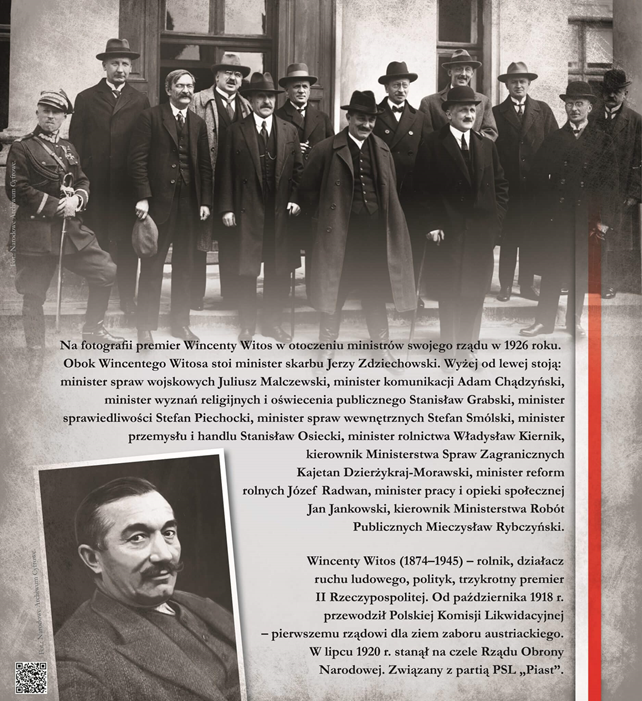 Na fotografii premier Wincenty Witos w otoczeniu ministrów swojego rządu w 1926 roku.
Obok Wincentego Witosa stoi minister skarbu Jerzy Zdziechowski. Wyżej od lewej stoją:
minister spraw wojskowych Juliusz Malczewski, minister komunikacji Adam Chądzyński,
minister wyznań religijnych i oświecenia publicznego Stanisław Grabski, minister
sprawiedliwości Stefan Piechocki, minister spraw wewnętrznych Stefan Smólski, minister
przemysłu i handlu Stanisław Osiecki, minister rolnictwa Władysław Kiernik,
kierownik Ministerstwa Spraw Zagranicznych
Kajetan Dzierżykraj-Morawski, minister reform
rolnych Józef Radwan, minister pracy i opieki społecznej
Jan Jankowski, kierownik Ministerstwa Robót
Publicznych Mieczysław Rybczyński.
Wincenty Witos (1874–1945) – rolnik, działacz
ruchu ludowego, polityk, trzykrotny premier
II Rzeczypospolitej. Od października 1918 r.
przewodził Polskiej Komisji Likwidacyjnej
– pierwszemu rządowi dla ziem zaboru austriackiego.
W lipcu 1920 r. stanął na czele Rządu Obrony
Narodowej. Związany z partią PSL „Piast”.